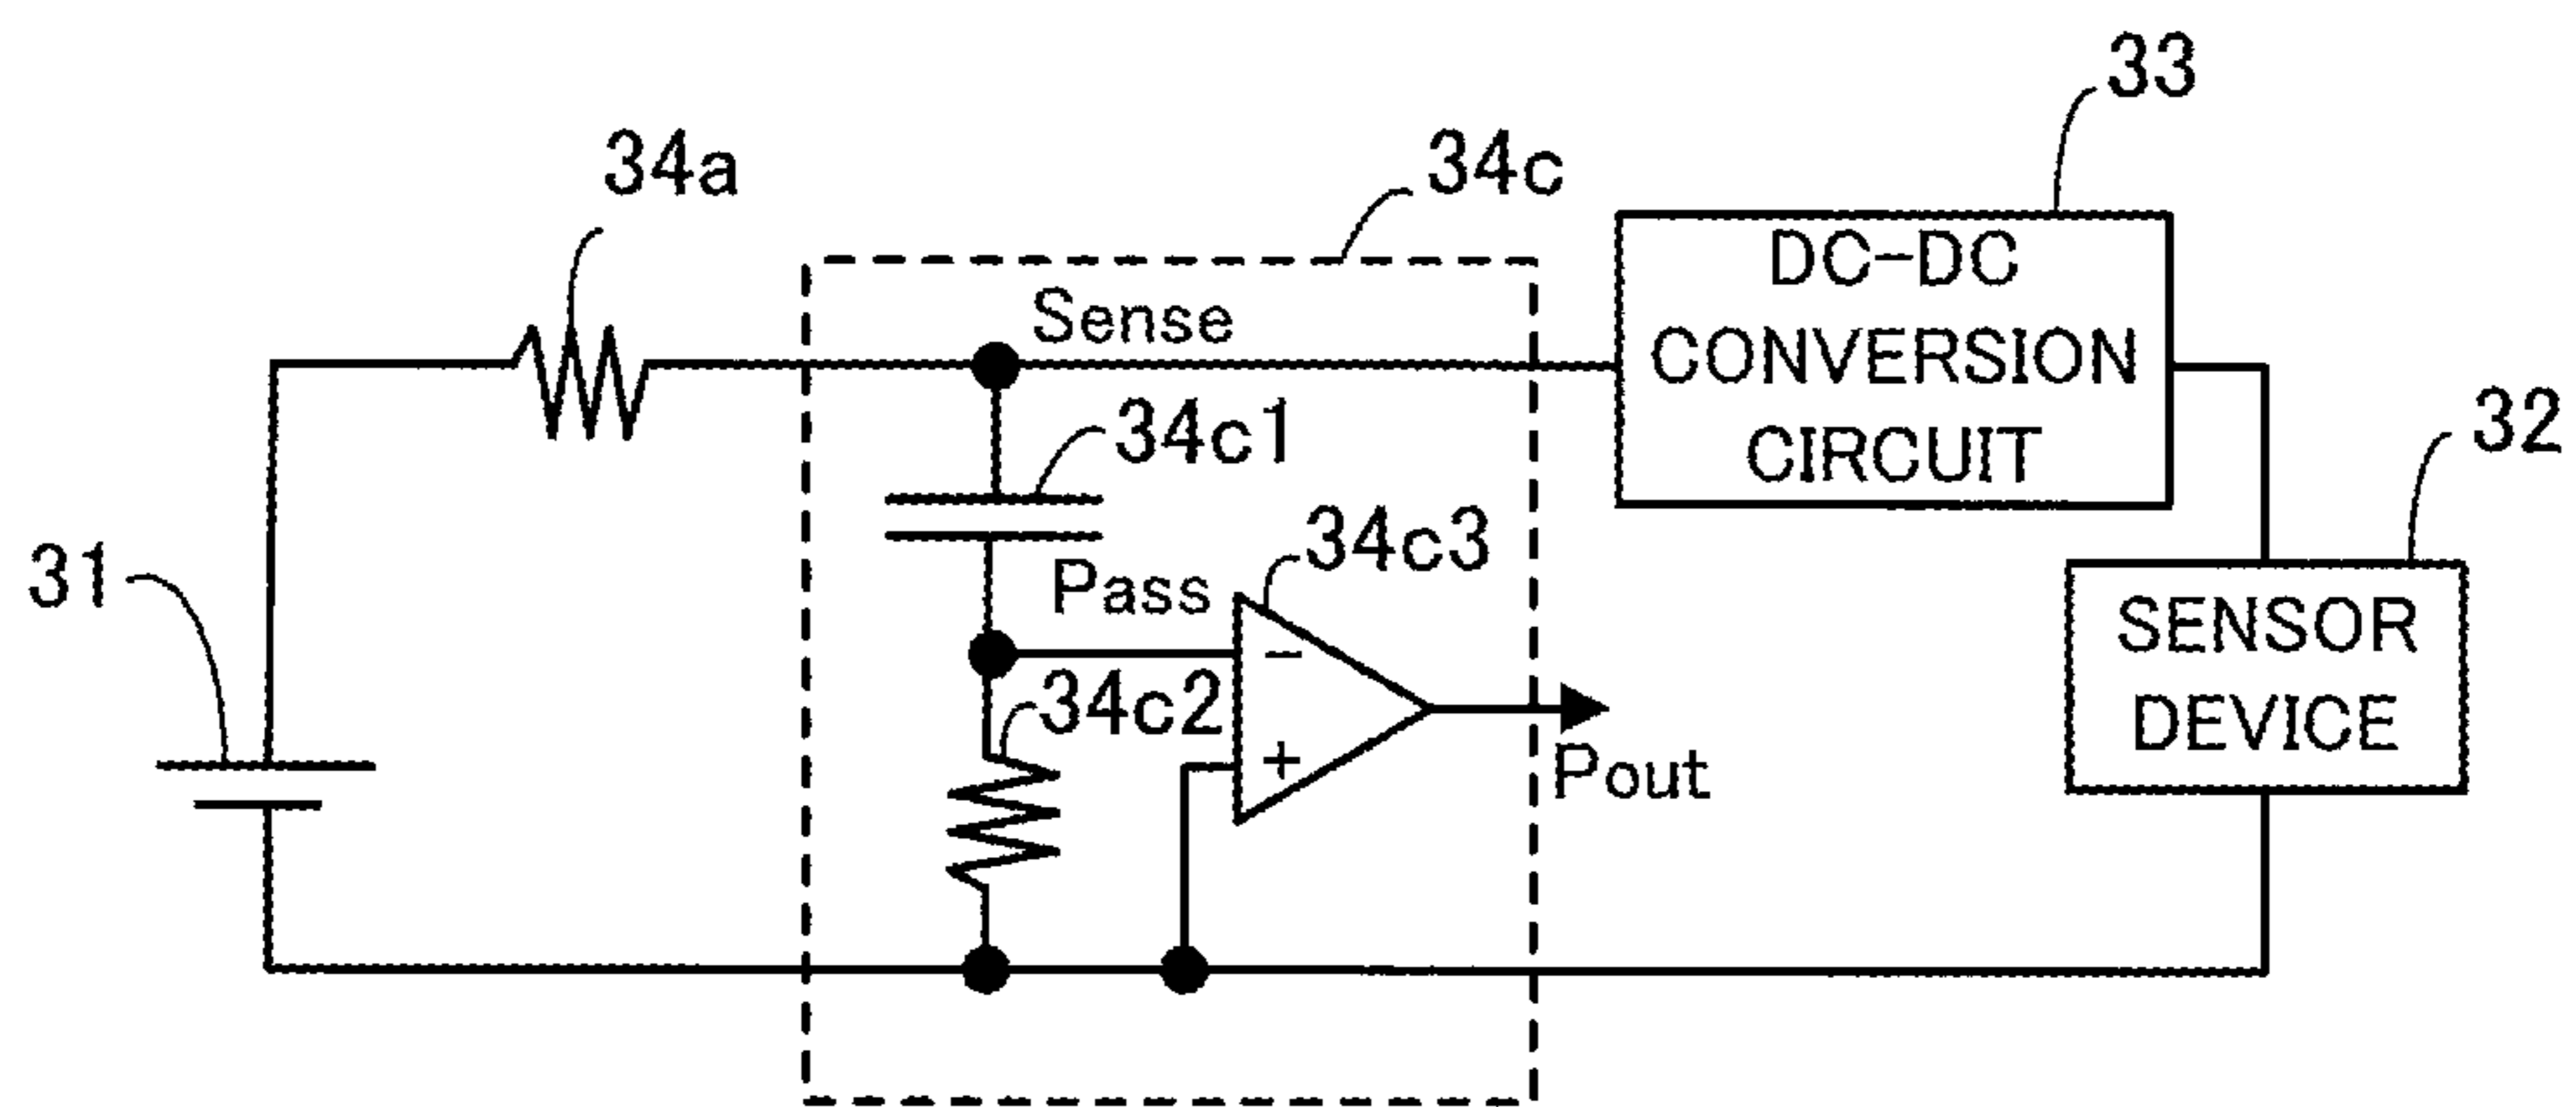 33
34a
34c
DC-DC
CONVERSION
CIRCUIT
Sense
34c1
32
31
Pass
34c3
SENSOR
DEVICE
34c2
-
+
Pout